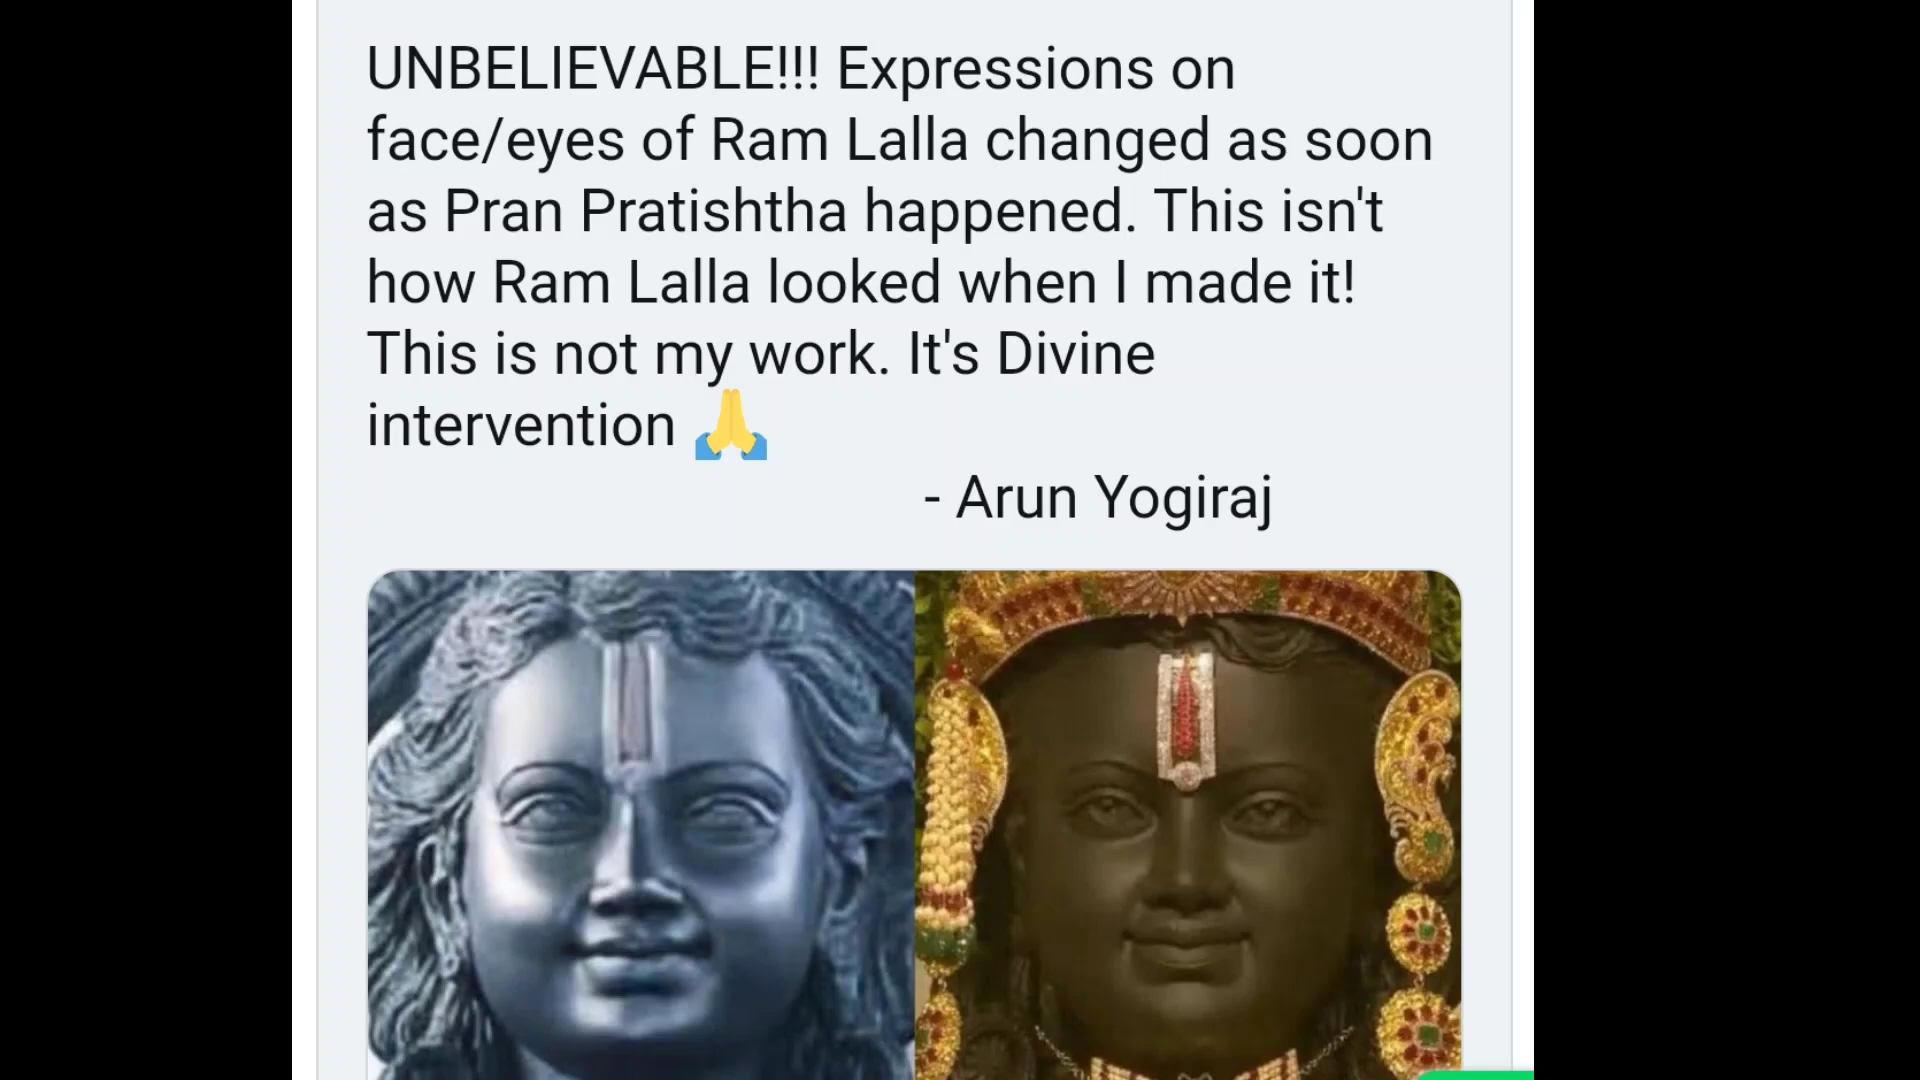 UNBELIEVABLE!!! Expressions on
face/eyes of Ram Lalla changed as soon
as Pran Pratishtha happened. This isn't
how Ram Lalla looked when I made it!
This is not my work. It's Divine
intervention 🙏
- Arun Yogiraj